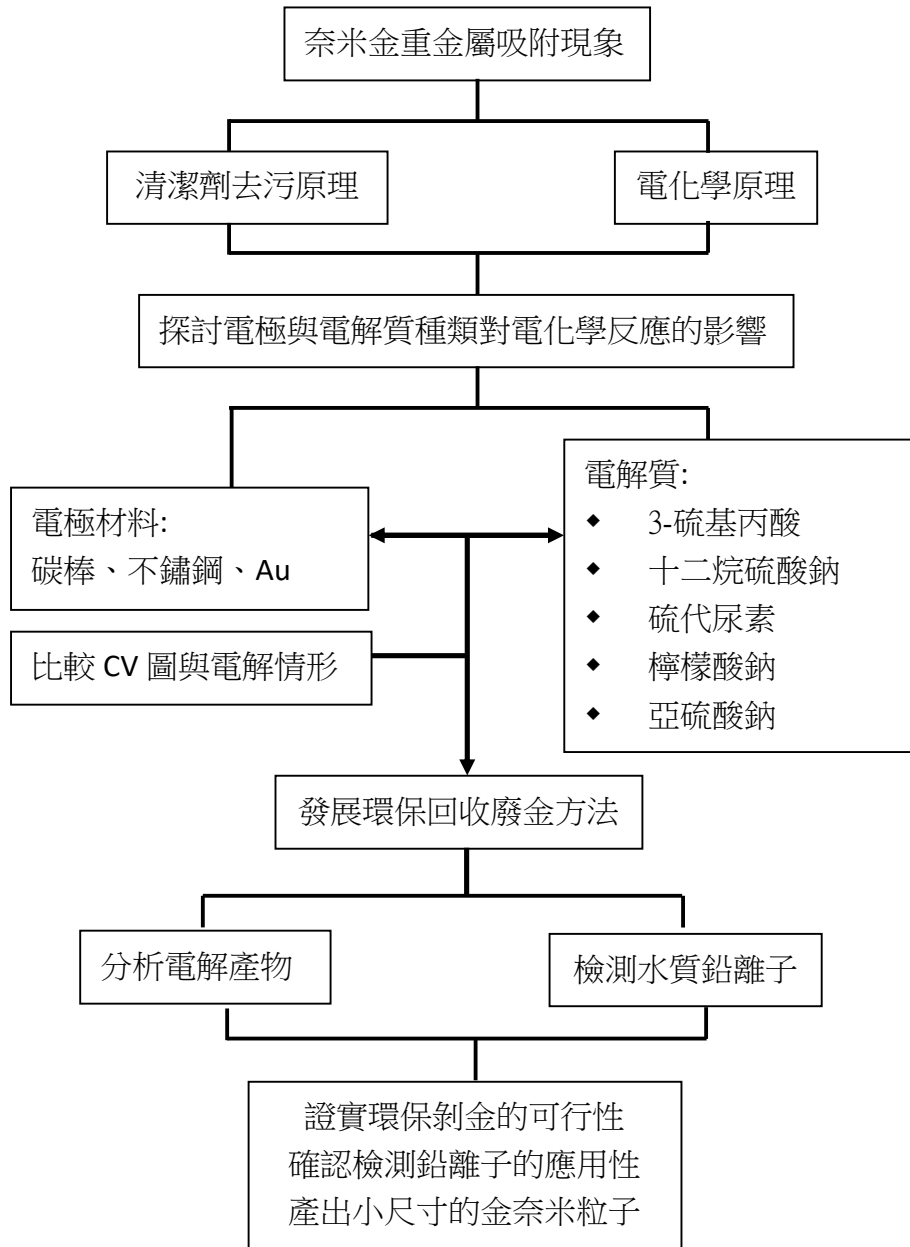 奈米金重金屬吸附現象
清潔劑去污原理
電化學原理
探討電極與電解質種類對電化學反應的影響
電極材料:
碳棒、不鏽鋼、Au
電解質:
◆ 3-硫基丙酸
◆ 十二烷硫酸鈉
◆ 硫代尿素
◆ 檸檬酸鈉
◆ 亞硫酸鈉
比較 CV 圖與電解情形
發展環保回收廢金方法
分析電解產物
檢測水質鉛離子
證實環保剝金的可行性
確認檢測鉛離子的應用性
產出小尺寸的金奈米粒子